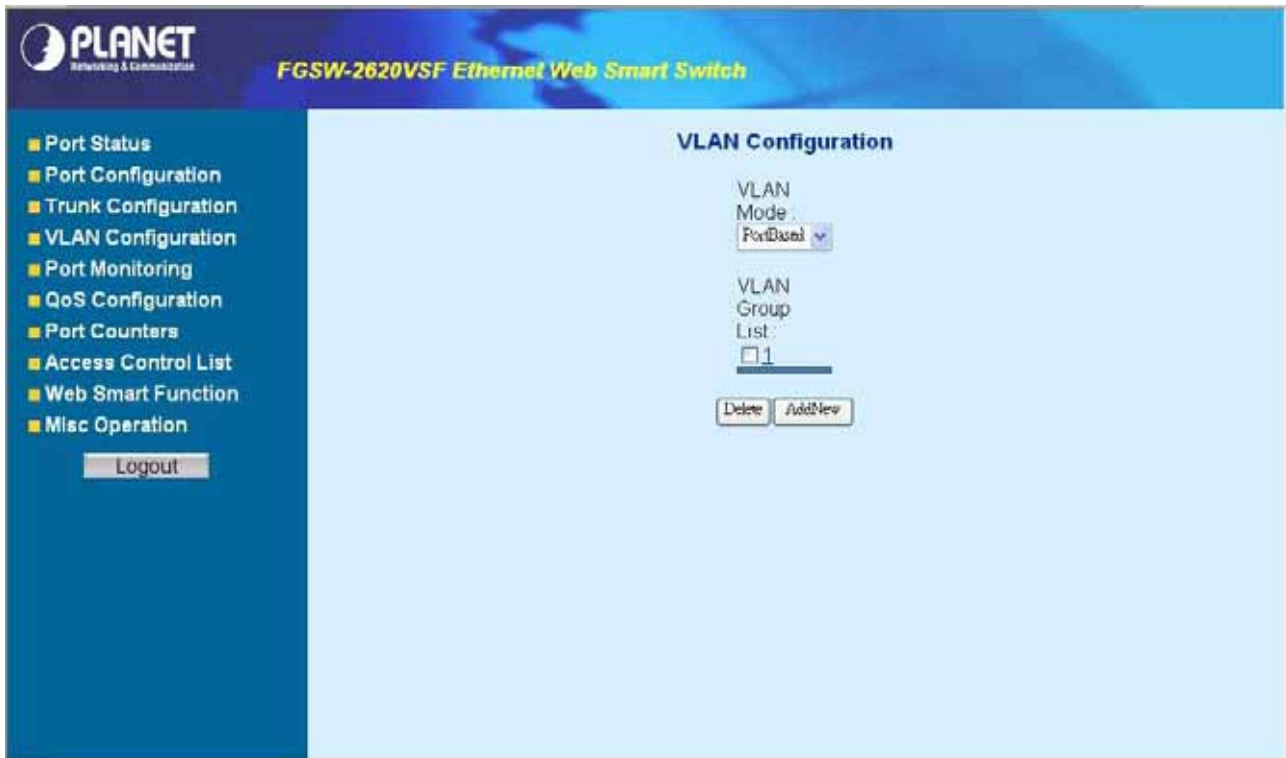 PLANET
Networking & Communication
FGSW-2620VSF Ethernet Web Smart Switch
Port Status
Port Configuration
Trunk Configuration
VLAN Configuration
Port Monitoring
QoS Configuration
Port Counters
Access Control List
Web Smart Function
Misc Operation
Logout
VLAN Configuration
VLAN
Mode :
PortBased
VLAN
Group
List :
1
Delete AddNew